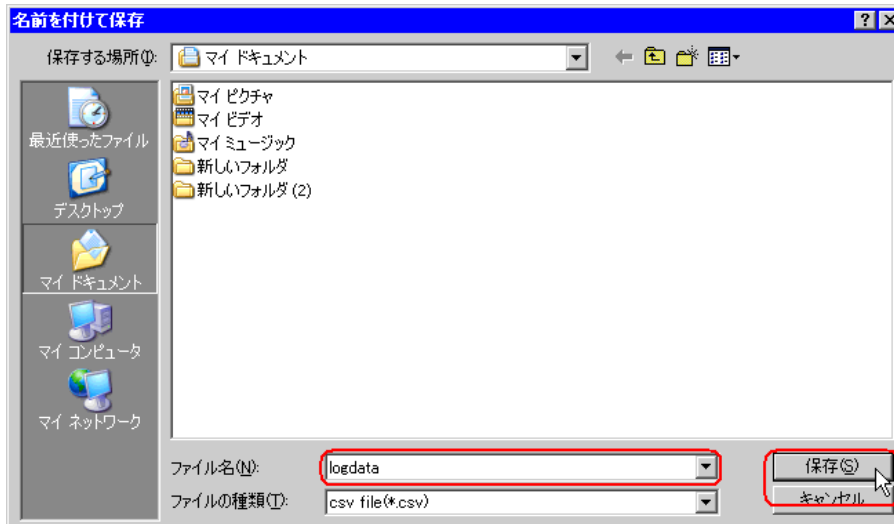 名前を付けて保存
保存する場所(I):
マイ ドキュメント
最近使ったファイル
デスクトップ
マイ ドキュメント
マイ コンピュータ
マイ ネットワーク
マイ ピクチャ
マイ ビデオ
マイ ミュージック
新しいフォルダ
新しいフォルダ (2)
ファイル名(N):
logdata
保存(S)
ファイルの種類(T):
csv file(*.csv)
キャンセル